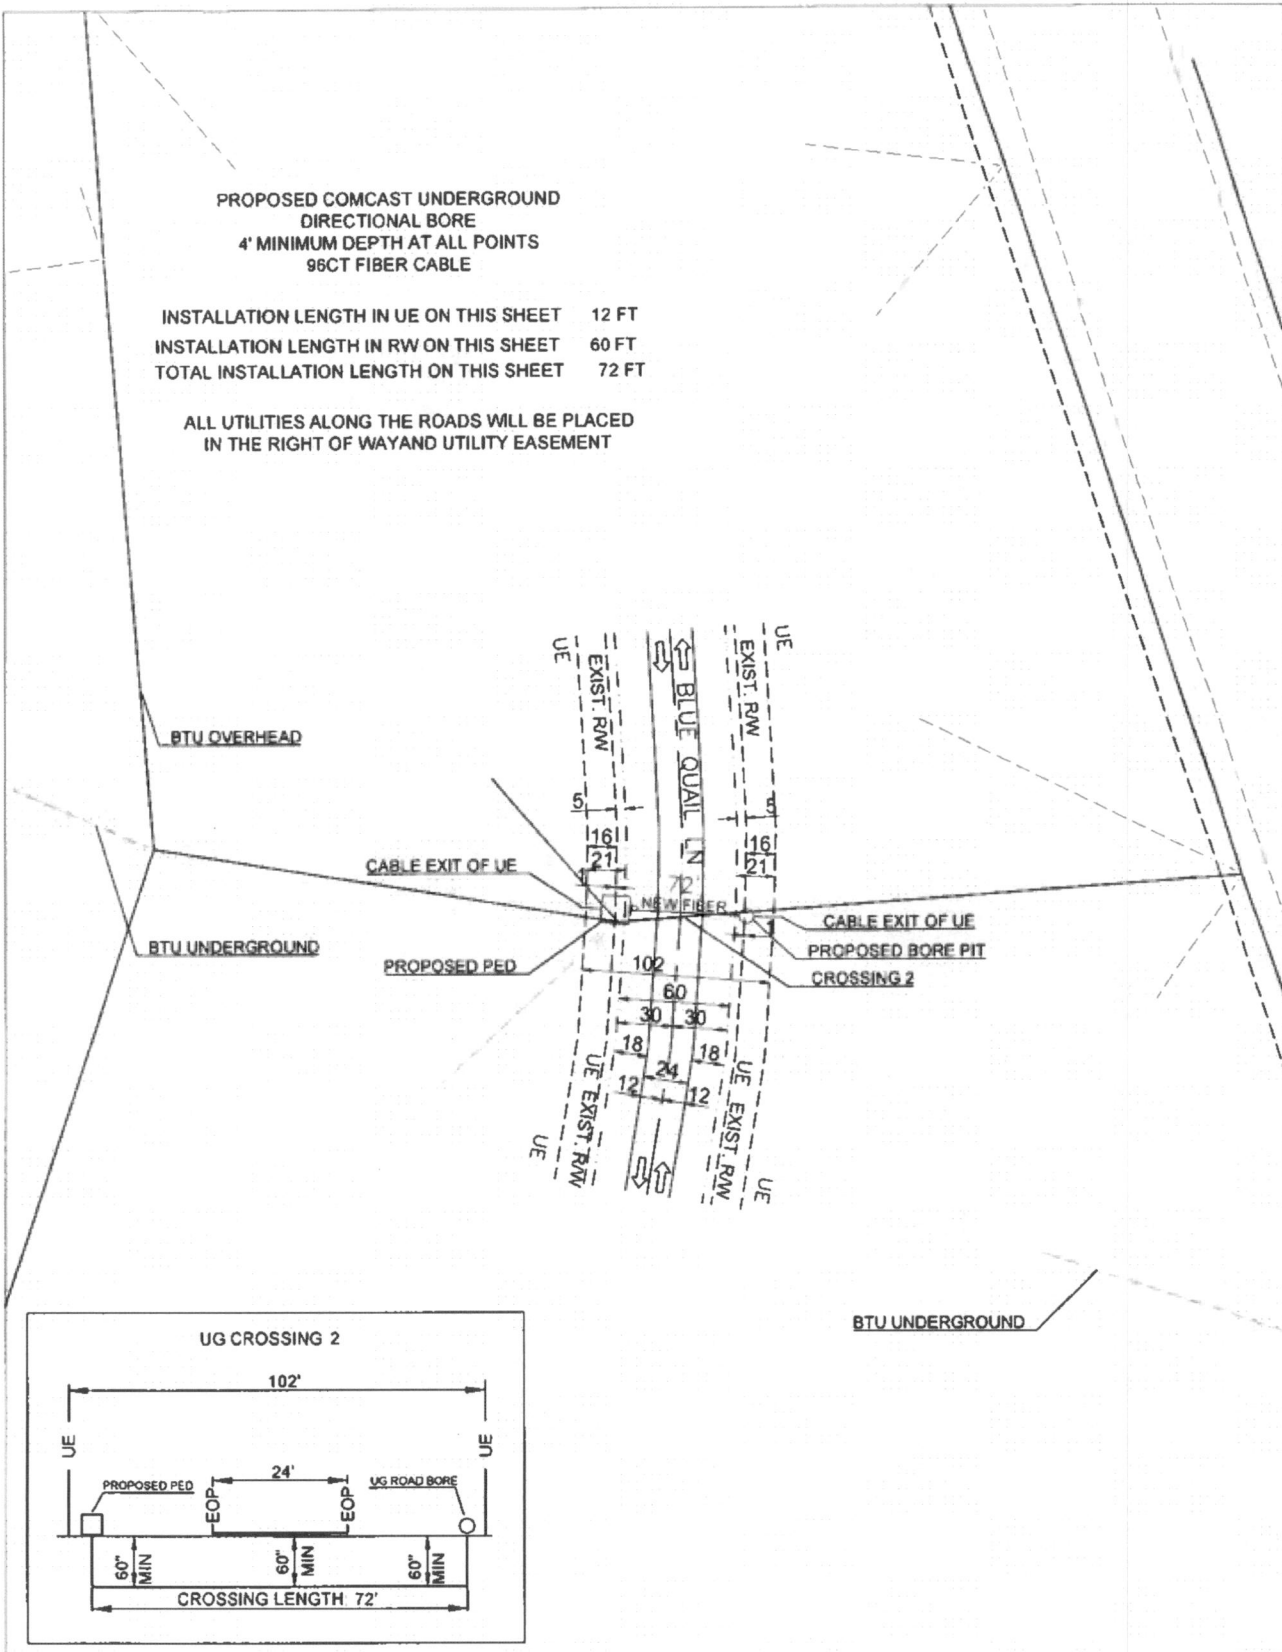 PROPOSED COMCAST UNDERGROUND
DIRECTIONAL BORE
4' MINIMUM DEPTH AT ALL POINTS
96CT FIBER CABLE
INSTALLATION LENGTH IN UE ON THIS SHEET 12 FT
INSTALLATION LENGTH IN RW ON THIS SHEET 60 FT
TOTAL INSTALLATION LENGTH ON THIS SHEET 72 FT
ALL UTILITIES ALONG THE ROADS WILL BE PLACED
IN THE RIGHT OF WAYAND UTILITY EASEMENT
UE
EXIST. R/W
BLUE QUAIL LN
EXIST. R/W
UE
BTU OVERHEAD
5
5
16
21
16
21
CABLE EXIT OF UE
72'
NEW FIBER
CABLE EXIT OF UE
BTU UNDERGROUND
PROPOSED PED
PROPOSED BORE PIT
CROSSING 2
102
60
30 30
18
18
24
12
12
UE
UE EXIST. R/W
UE EXIST. R/W
UE
BTU UNDERGROUND
UG CROSSING 2
102'
UE
UE
24'
PROPOSED PED
UG ROAD BORE
EOP
EOP
60"
MIN
60"
MIN
60"
MIN
CROSSING LENGTH: 72'